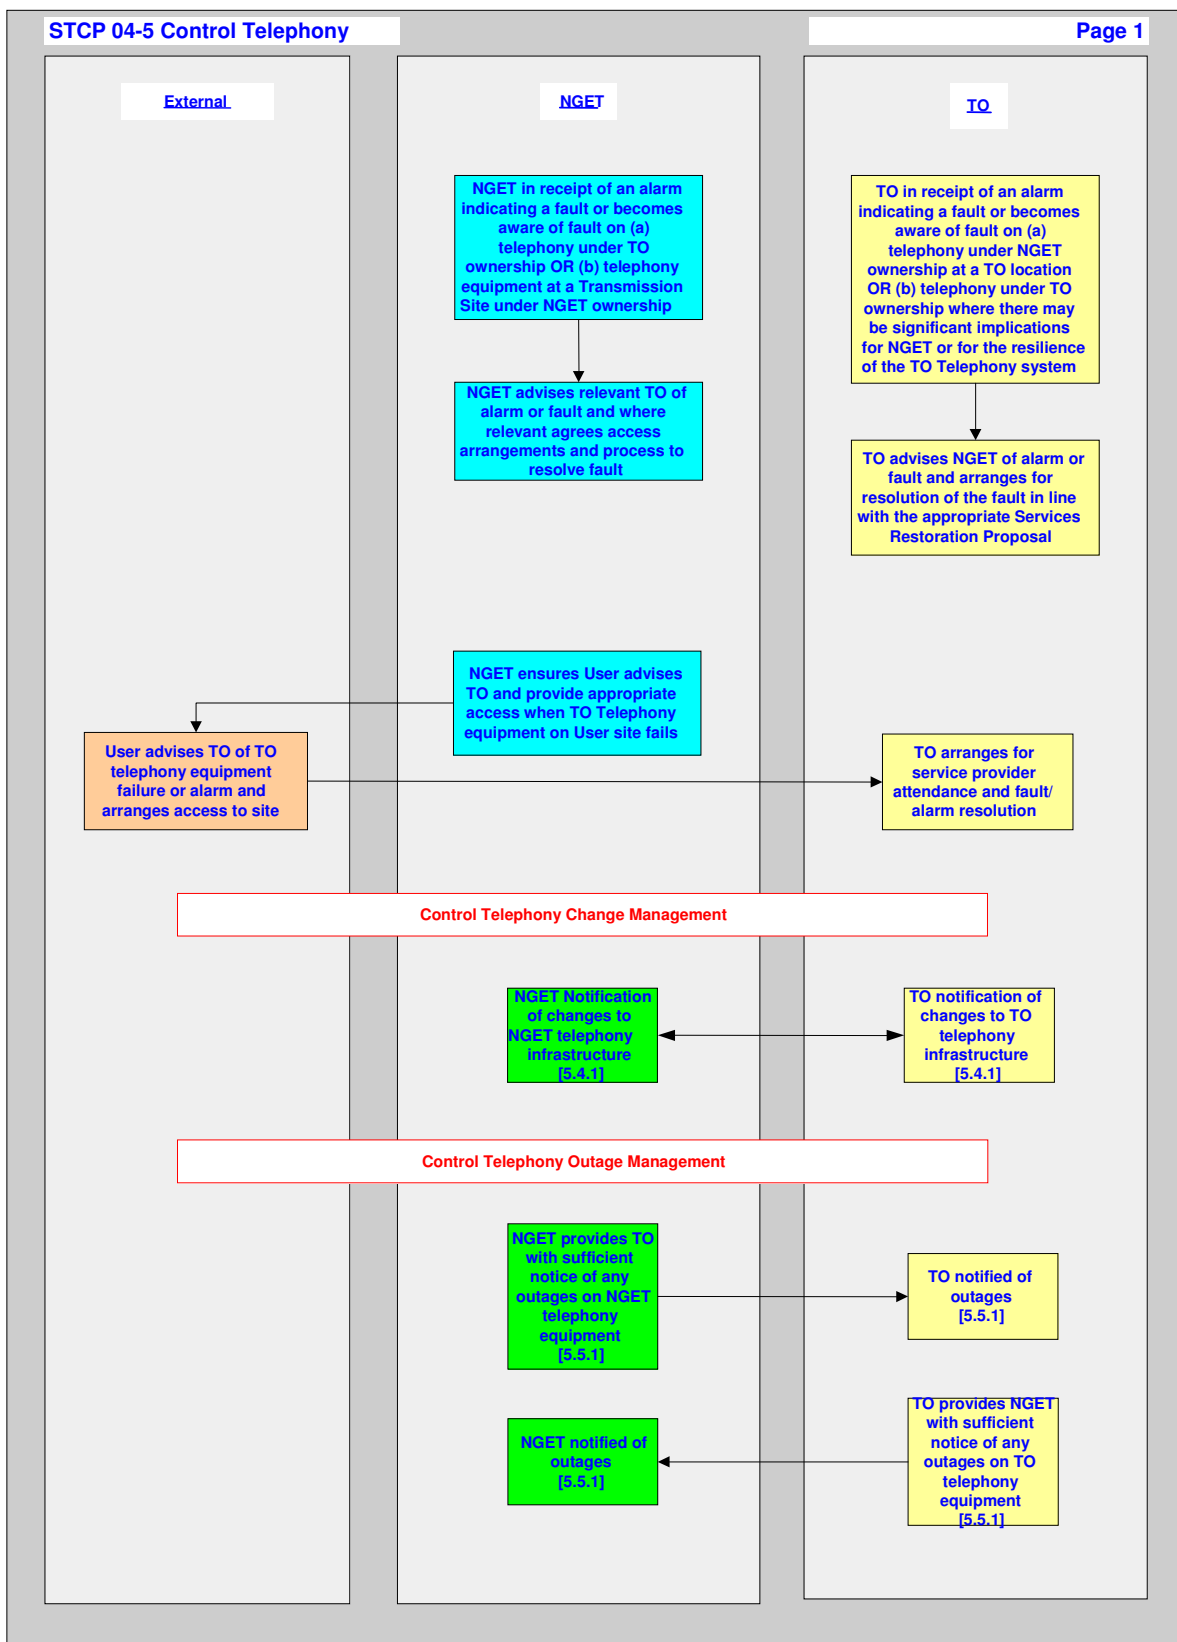 STCP 04-5 Control Telephony
Page 1
External
NGET
TO
NGET in receipt of an alarm
indicating a fault or becomes
aware of fault on (a)
telephony under TO
ownership OR (b) telephony
equipment at a Transmission
Site under NGET ownership
TO in receipt of an alarm
indicating a fault or becomes
aware of fault on (a)
telephony under NGET
ownership at a TO location
OR (b) telephony under TO
ownership where there may
be significant implications
for NGET or for the resilience
of the TO Telephony system
NGET advises relevant TO of
alarm or fault and where
relevant agrees access
arrangements and process to
resolve fault
TO advises NGET of alarm or
fault and arranges for
resolution of the fault in line
with the appropriate Services
Restoration Proposal
NGET ensures User advises
TO and provide appropriate
access when TO Telephony
equipment on User site fails
User advises TO of TO
telephony equipment
failure or alarm and
arranges access to site
TO arranges for
service provider
attendance and fault/
alarm resolution
Control Telephony Change Management
NGET Notification
of changes to
NGET telephony
infrastructure
[5.4.1]
TO notification of
changes to TO
telephony
infrastructure
[5.4.1]
Control Telephony Outage Management
NGET provides TO
with sufficient
notice of any
outages on NGET
telephony
equipment
[5.5.1]
TO notified of
outages
[5.5.1]
NGET notified of
outages
[5.5.1]
TO provides NGET
with sufficient
notice of any
outages on TO
telephony
equipment
[5.5.1]